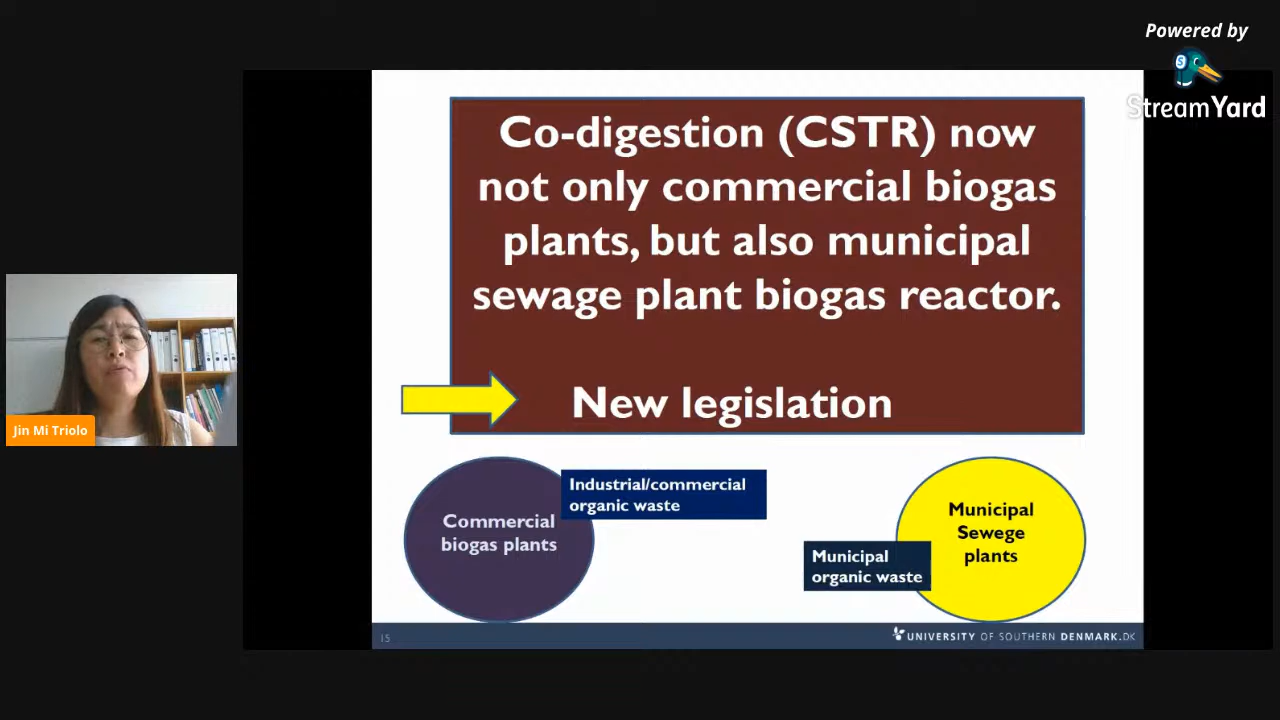 Powered by
StreamYard
Co-digestion (CSTR) now
not only commercial biogas
plants, but also municipal
sewage plant biogas reactor.
New legislation
Jin Mi Triolo
Industrial/commercial
organic waste
Commercial
biogas plants
Municipal
Sewege
plants
Municipal
organic waste
15
UNIVERSITY OF SOUTHERN DENMARK.DK